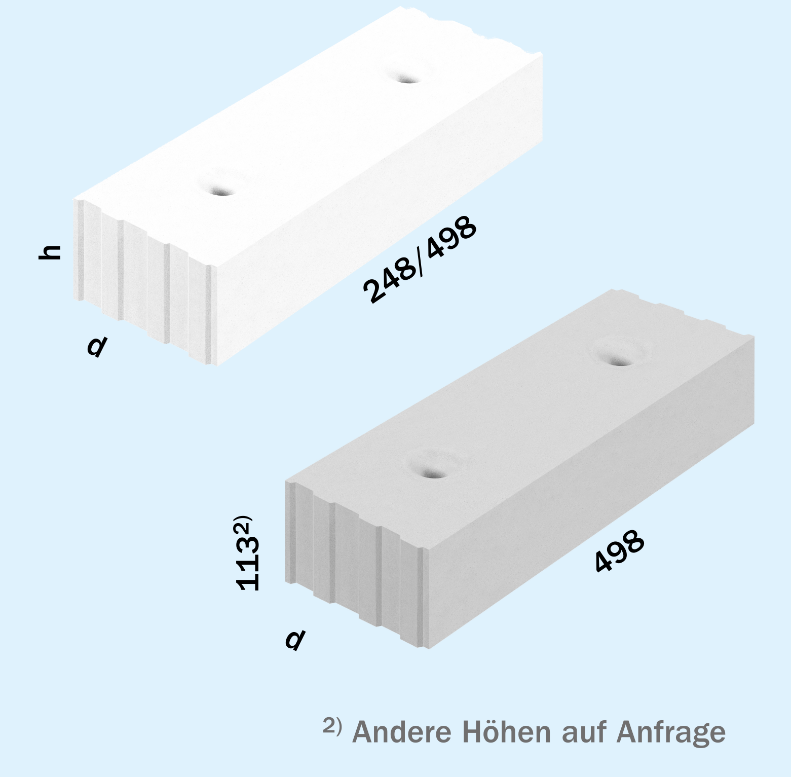 h
248/498
d
113²⁾
498
d
²⁾ Andere Höhen auf Anfrage